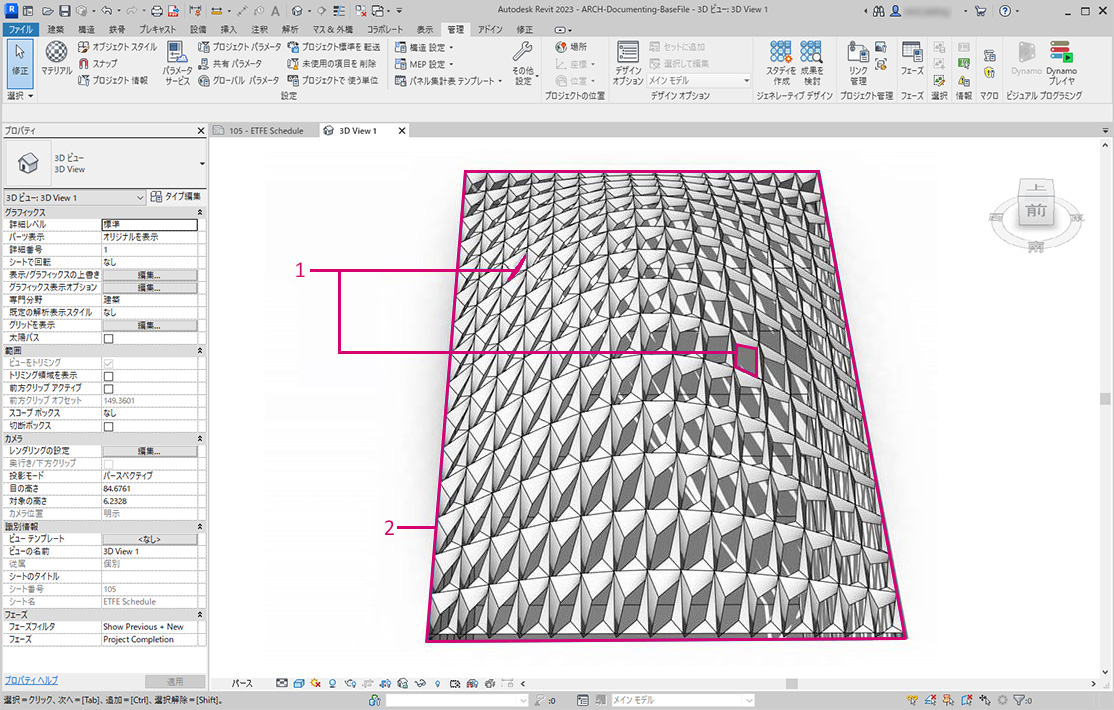 Autodesk Revit 2023 - ARCH-Documenting-BaseFile - 3D ビュー: 3D View 1
ファイル 建築 構造 鉄骨 プレキャスト 設備 挿入 注釈 解析 マス & 外構 コラボレート 表示 管理 アドイン 修正
修正
選択
マテリアル
オブジェクト スタイル
スナップ
プロジェクト情報
パラメータ サービス
プロジェクト パラメータ
共有 パラメータ
グローバル パラメータ
プロジェクト標準を転送
未使用の項目を削除
プロジェクトで使う単位
構造 設定
MEP 設定
パネル集計表 テンプレート
その他 設定
設定
場所
座標
位置
プロジェクトの位置
デザイン オプション
セットに追加
選択して編集
メイン モデル
デザイン オプション
スタディを 作成
成果を 検討
ジェネレーティブ デザイン
リンク 管理
プロジェクト管理
フェーズ
フェーズ
選択
情報
マクロ
Dynamo
Dynamo プレイヤ
ビジュアル プログラミング
プロパティ
105 - ETFE Schedule
3D View 1
3D ビュー
3D View
3D ビュー: 3D View 1
タイプ編集
グラフィックス
詳細レベル 標準
パーツ表示 オリジナルを表示
詳細番号 1
シートで回転 なし
表示/グラフィックスの上書き 編集...
グラフィックス表示オプション 編集...
専門分野 建築
既定の解析表示スタイル なし
グリッドを表示 編集...
太陽パス
範囲
ビューをトリミング
トリミング領域を表示
前方クリップ アクティブ
前方クリップ オフセット 149.3601
スコープ ボックス なし
切断ボックス
カメラ
レンダリングの設定 編集...
奥行き/下方クリップ
投影モード パースペクティブ
目の高さ 84.6761
対象の高さ 6.2328
カメラ位置 明示
識別情報
ビュー テンプレート <なし>
ビューの名前 3D View 1
従属 個別
シートのタイトル
シート番号 105
シート名 ETFE Schedule
フェーズ
フェーズフィルタ Show Previous + New
フェーズ Project Completion
プロパティ ヘルプ
適用
1
2
上
前
南
パース
選択 = クリック、次へ = [Tab]、追加 = [Ctrl]、選択解除 = [Shift]。
:0
メイン モデル
:0